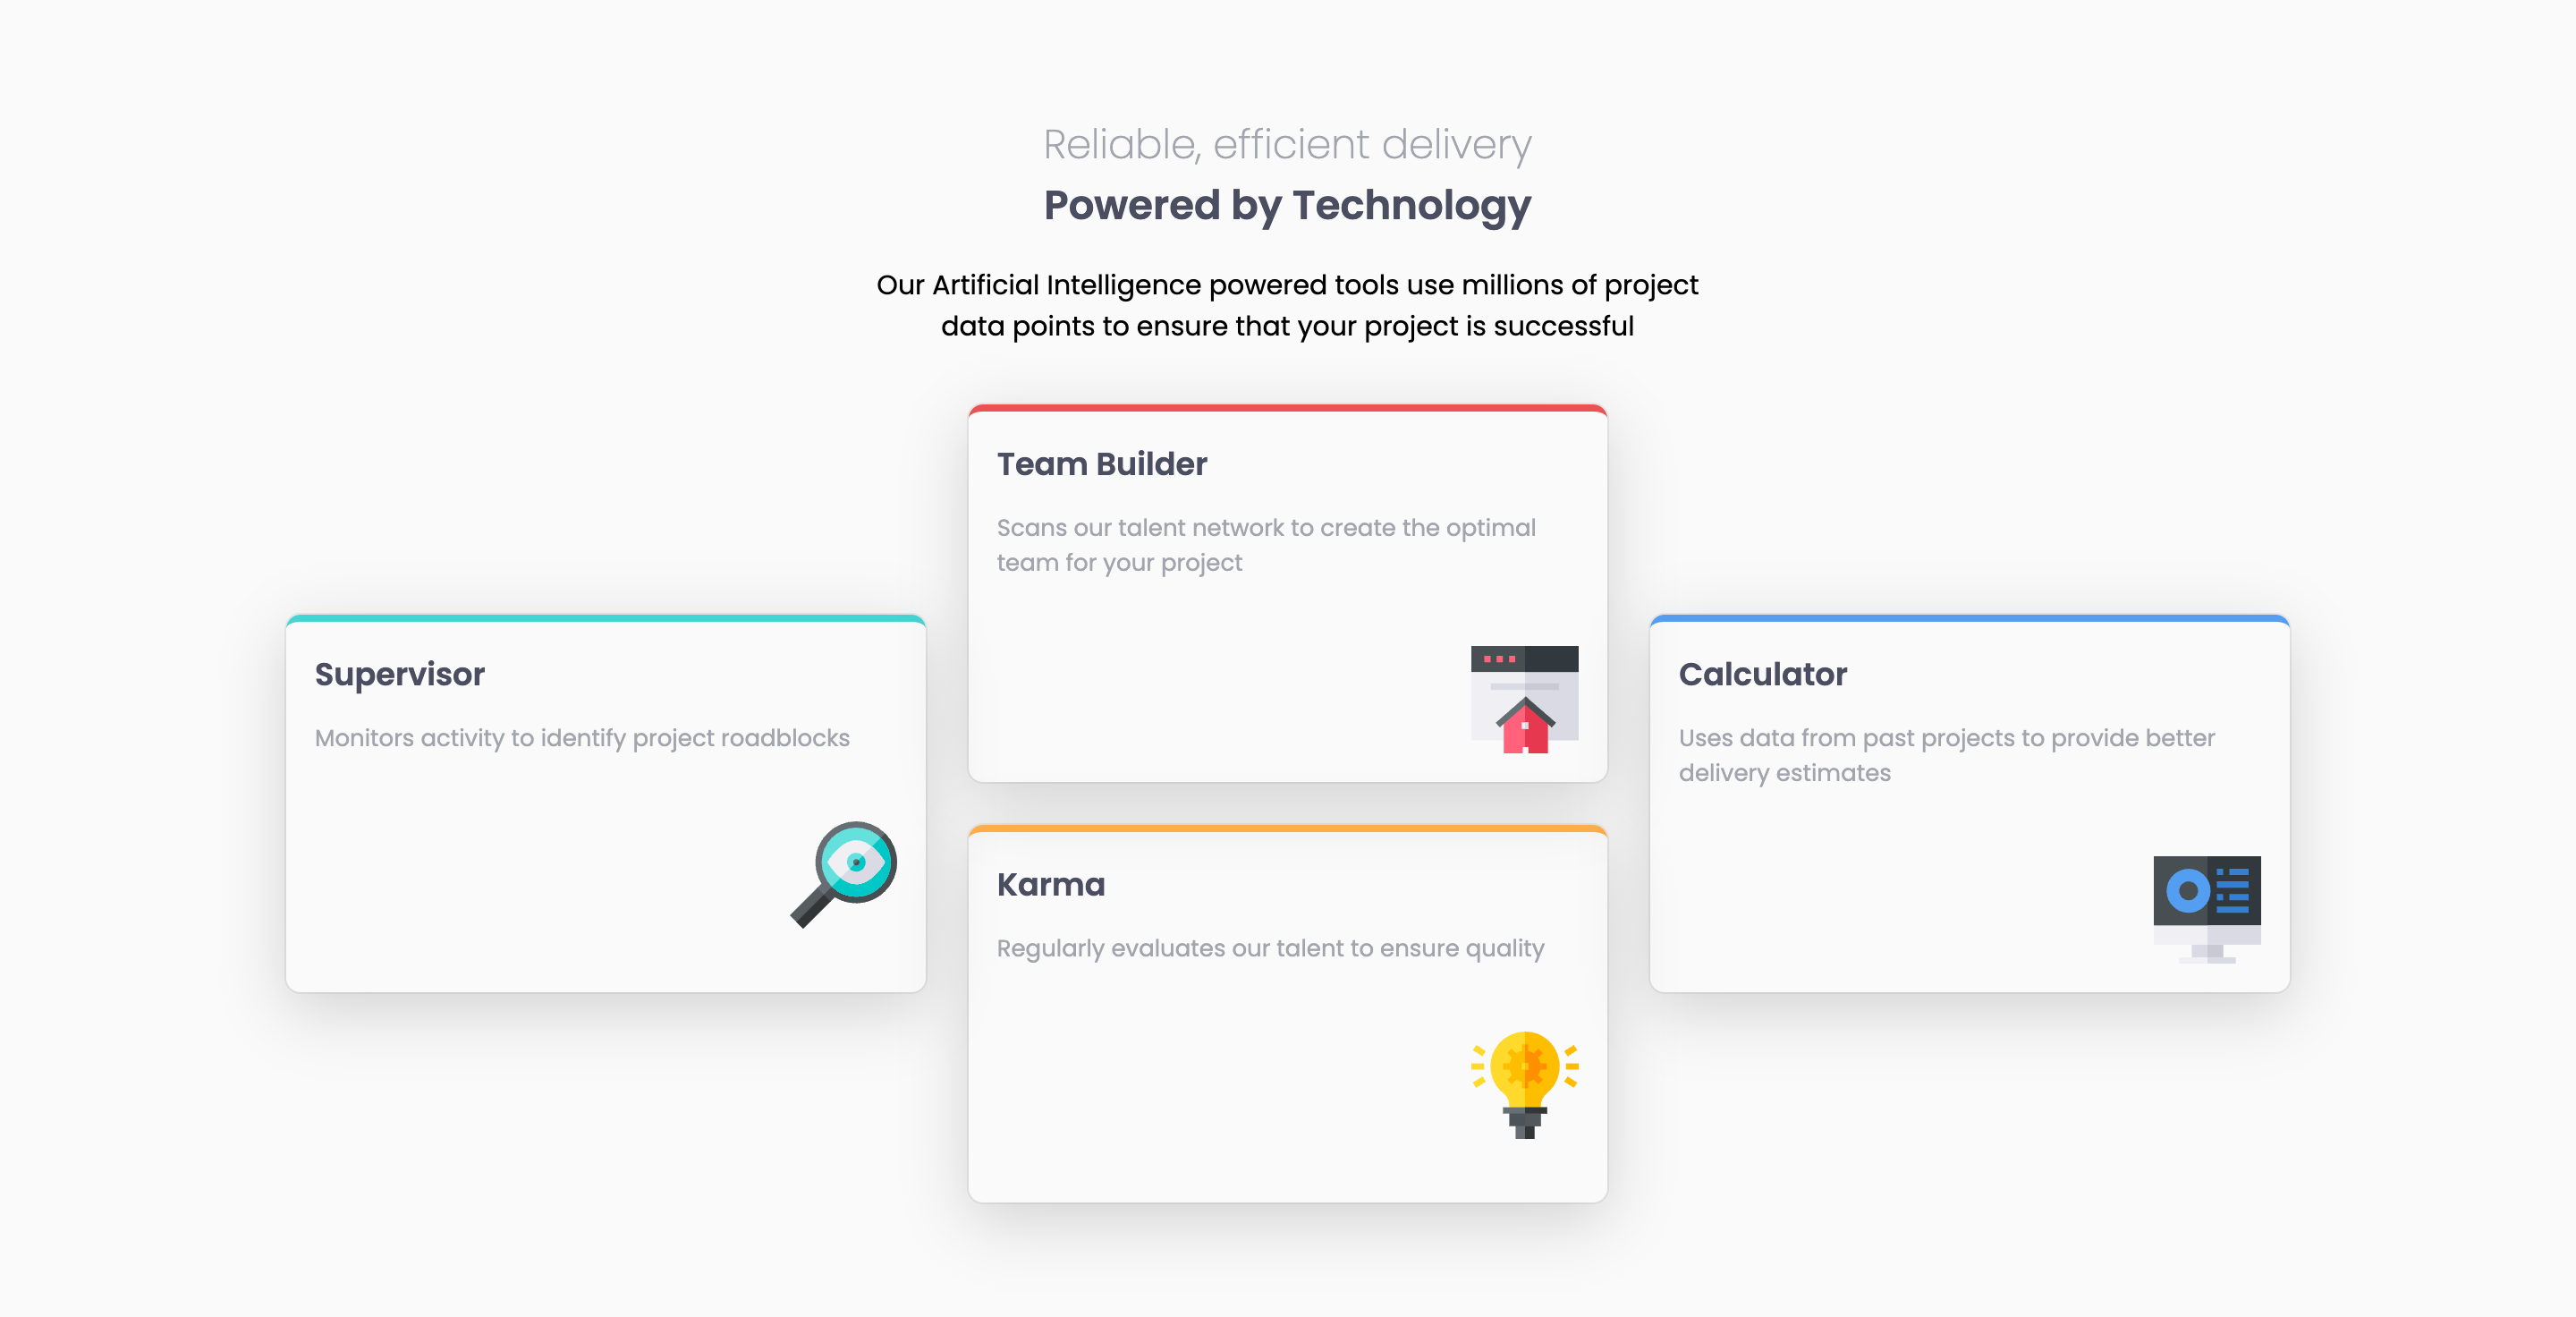 Reliable, efficient delivery
Powered by Technology
Our Artificial Intelligence powered tools use millions of project
data points to ensure that your project is successful
Supervisor
Monitors activity to identify project roadblocks
Team Builder
Scans our talent network to create the optimal
team for your project
Karma
Regularly evaluates our talent to ensure quality
Calculator
Uses data from past projects to provide better
delivery estimates